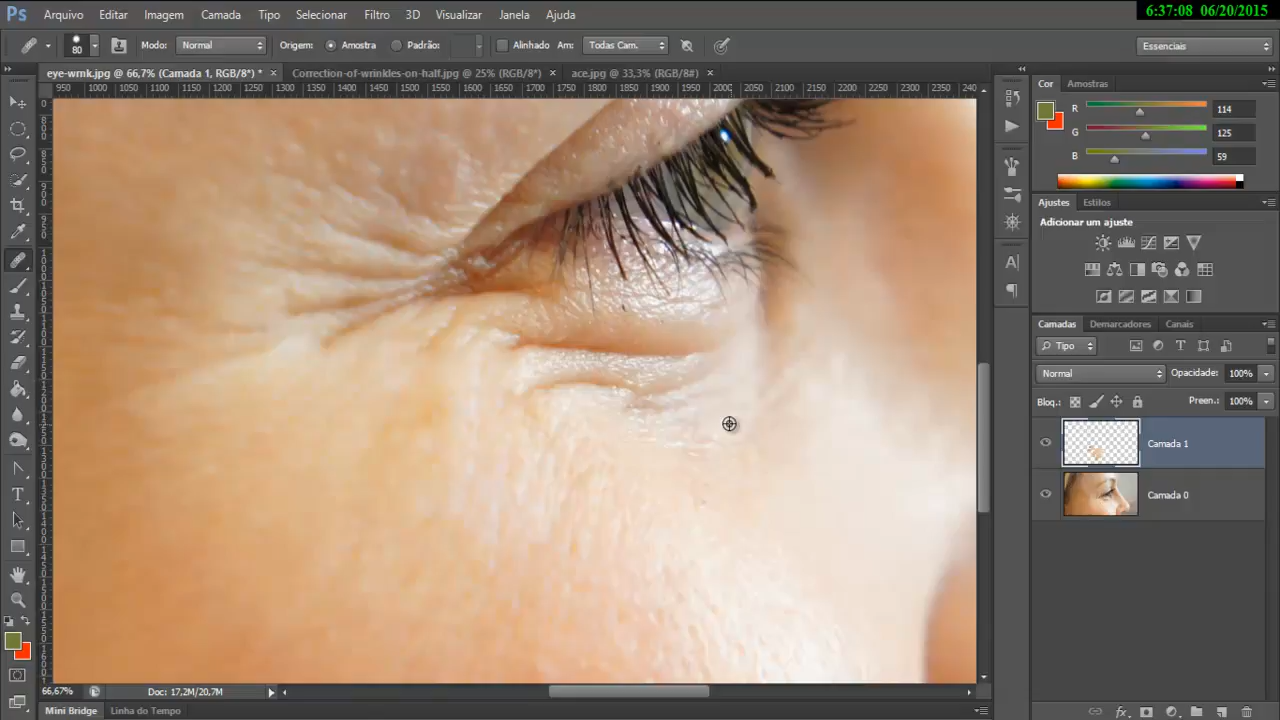 Ps Arquivo Editar Imagem Camada Tipo Selecionar Filtro 3D Visualizar Janela Ajuda
6:37:08 06/20/2015
80 Modo: Normal Origem: Amostra Padrão: Alinhado Am: Todas Cam. Essenciais
eye-wrnk.jpg @ 66,7% (Camada 1, RGB/8*) * × Correction-of-wrinkles-on-half.jpg @ 25% (RGB/8*) × ace.jpg @ 33,3% (RGB/8#) ×
950 1000 1050 1100 1150 1200 1250 1300 1350 1400 1450 1500 1550 1600 1650 1700 1750 1800 1850 1900 1950 2000 2050 2100 2150 2200 2250 2300 2350 240
Cor Amostras
R 114
G 125
B 59
Ajustes Estilos
Adicionar um ajuste
Camadas Demarcadores Canais
Tipo
Normal Opacidade: 100%
Bloq.: Preen.: 100%
Camada 1
Camada 0
66,67% Doc: 17,2M/20,7M
Mini Bridge Linha do Tempo